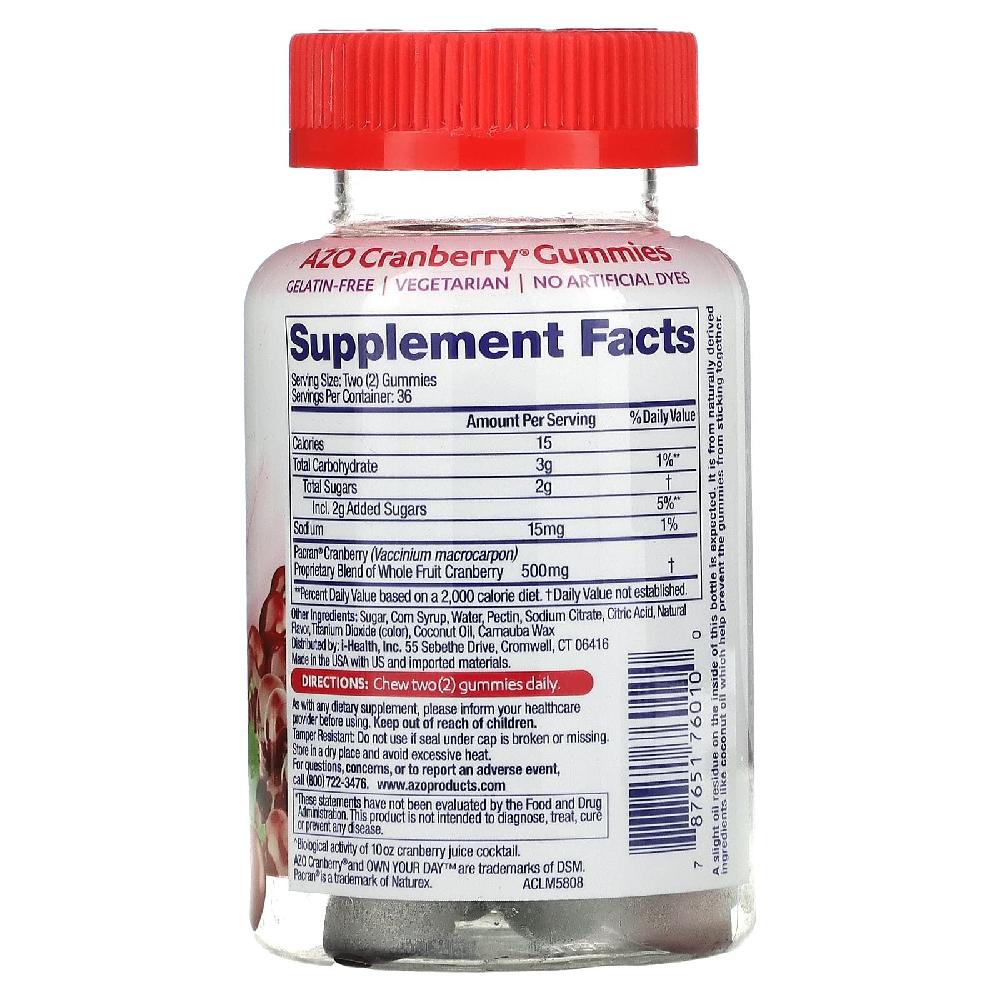 AZO Cranberry® Gummies
GELATIN-FREE | VEGETARIAN | NO ARTIFICIAL DYES
Supplement Facts
Serving Size: Two (2) Gummies
Servings Per Container: 36
Amount Per Serving % Daily Value
Calories 15
Total Carbohydrate 3g 1%**
Total Sugars 2g †
Incl. 2g Added Sugars 5%**
Sodium 15mg 1%
Pacran® Cranberry (Vaccinium macrocarpon)
Proprietary Blend of Whole Fruit Cranberry 500mg †
**Percent Daily Value based on a 2,000 calorie diet. †Daily Value not established.
Other Ingredients: Sugar, Corn Syrup, Water, Pectin, Sodium Citrate, Citric Acid, Natural
Flavor, Titanium Dioxide (color), Coconut Oil, Carnauba Wax
Distributed by: i-Health, Inc. 55 Sebethe Drive, Cromwell, CT 06416
Made in the USA with US and imported materials.
DIRECTIONS: Chew two (2) gummies daily.
As with any dietary supplement, please inform your healthcare
provider before using. Keep out of reach of children.
Tamper Resistant: Do not use if seal under cap is broken or missing.
Store in a dry place and avoid excessive heat.
For questions, concerns, or to report an adverse event,
call (800) 722-3476. www.azoproducts.com
*These statements have not been evaluated by the Food and Drug
Administration. This product is not intended to diagnose, treat, cure
or prevent any disease.
^Biological activity of 10 oz cranberry juice cocktail.
AZO Cranberry® and OWN YOUR DAY™ are trademarks of DSM.
Pacran® is a trademark of Naturex. ACLM5808
7 87651 76010 0
A slight oil residue on the inside of this bottle is expected. It is from naturally derived
ingredients like coconut oil which help prevent the gummies from sticking together.